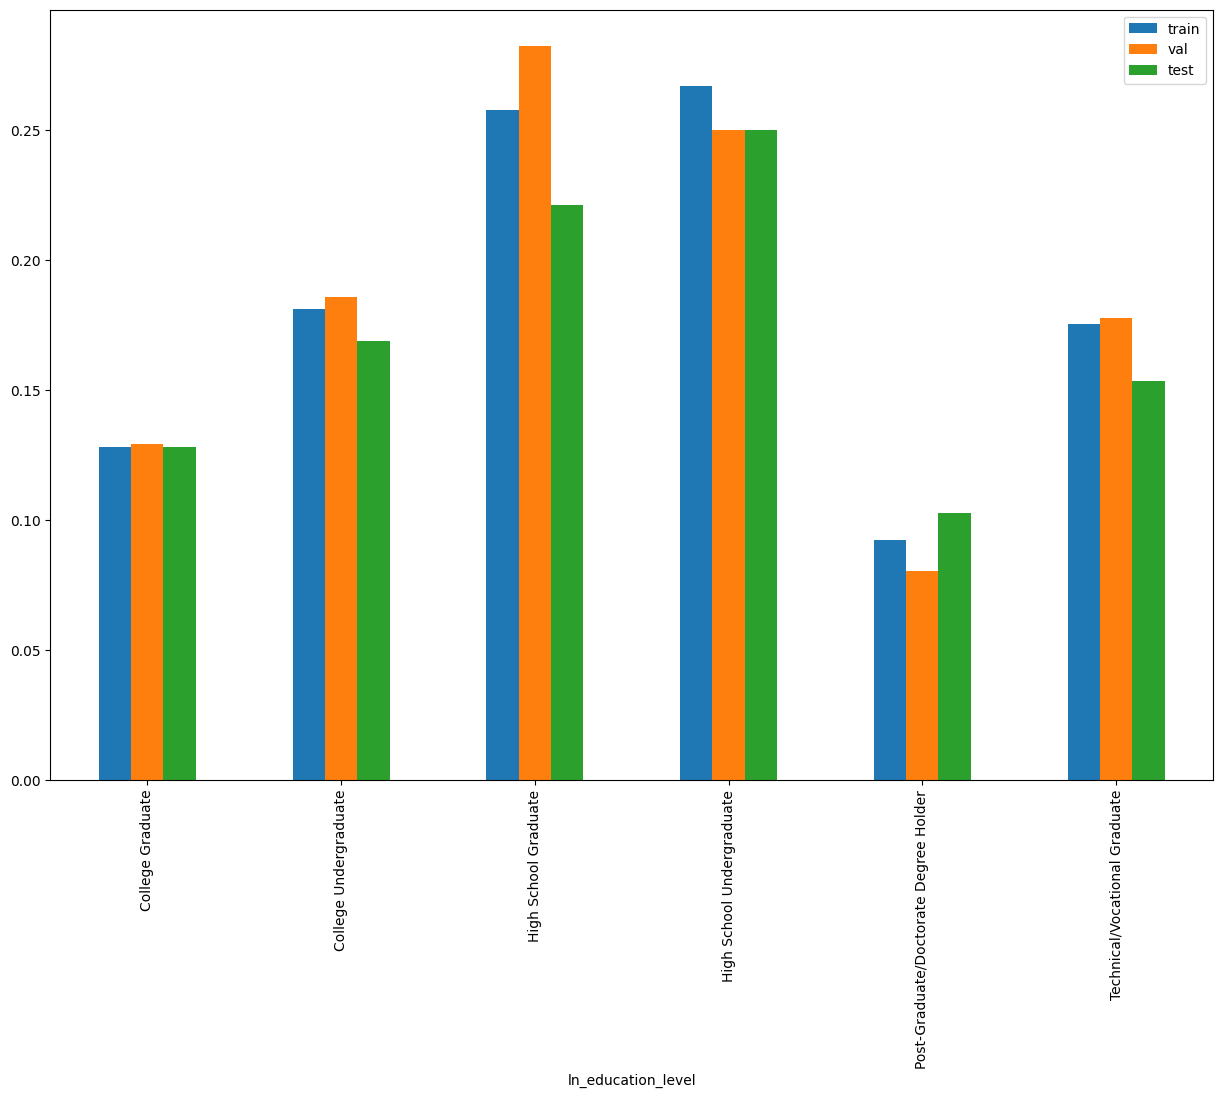 train
val
test
0.25
0.20
0.15
0.10
0.05
0.00
College Graduate
College Undergraduate
High School Graduate
High School Undergraduate
Post-Graduate/Doctorate Degree Holder
Technical/Vocational Graduate
ln_education_level